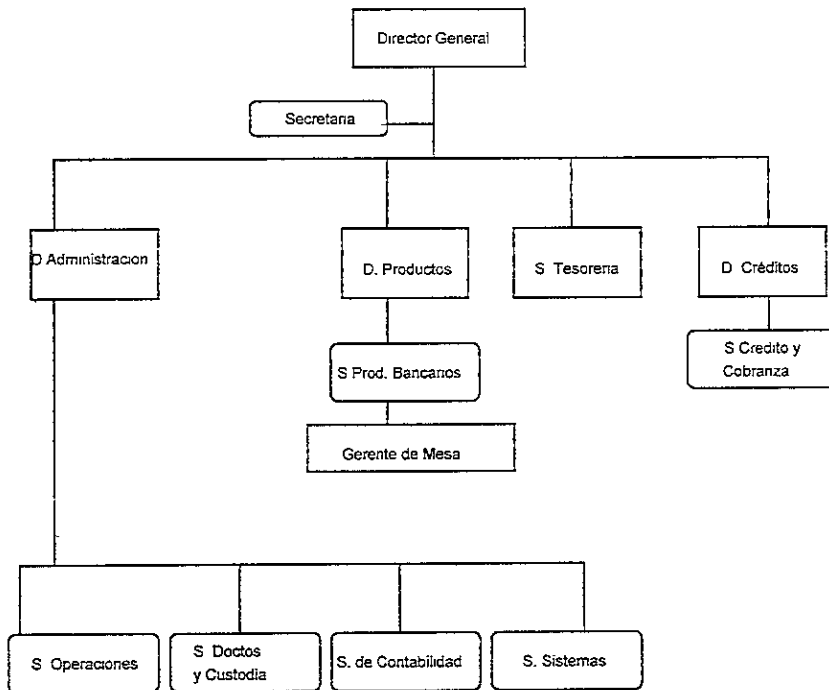 Director General
Secretaria
D Administracion
D. Productos
S Tesoreria
D Créditos
S Prod. Bancarios
S Credito y
Cobranza
Gerente de Mesa
S Operaciones
S Doctos
y Custodia
S. de Contabilidad
S. Sistemas